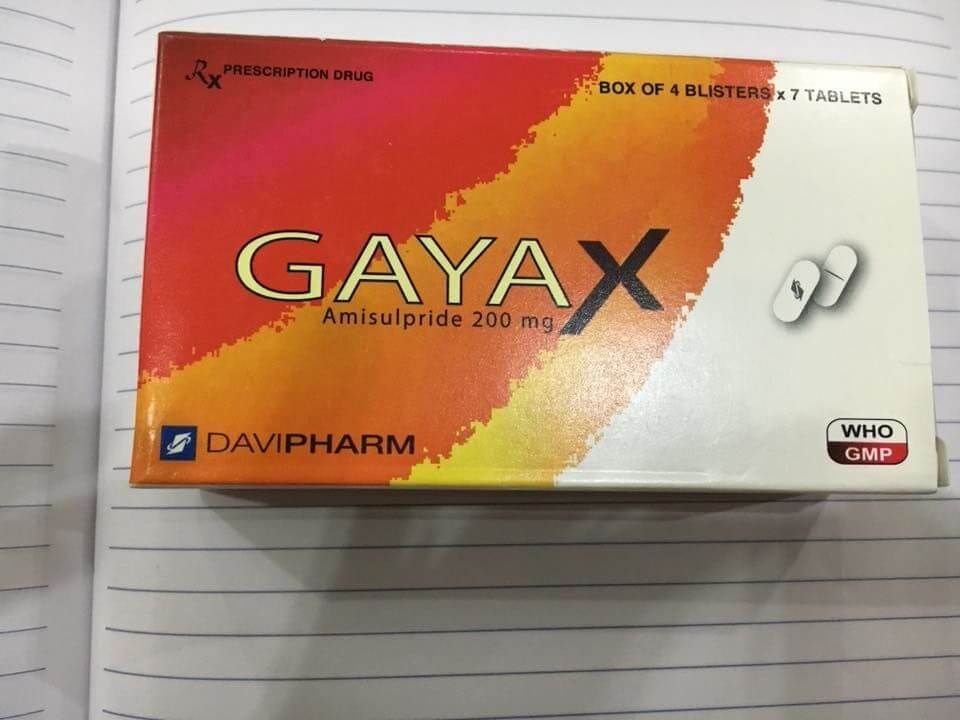 Rx PRESCRIPTION DRUG
BOX OF 4 BLISTERS x 7 TABLETS
GAYAX
Amisulpride 200 mg
DAVIPHARM
WHO
GMP